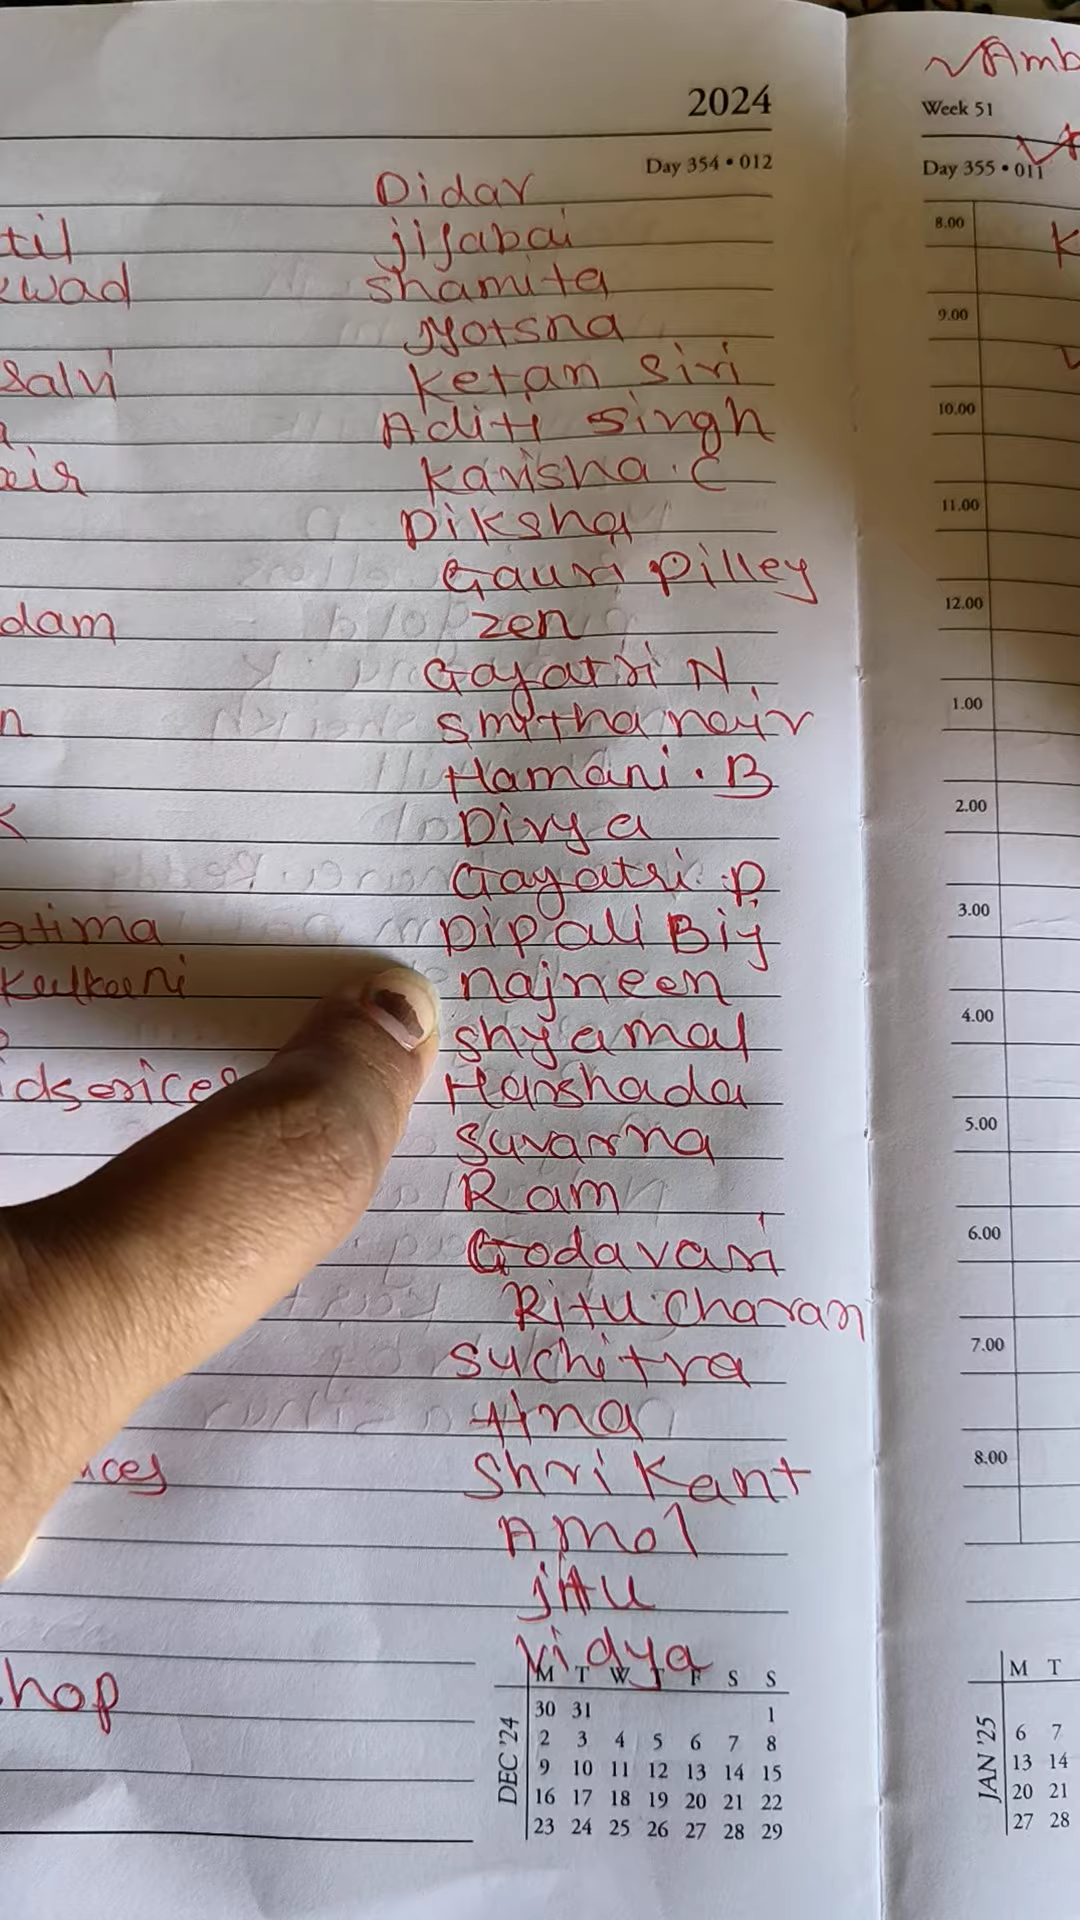 2024
Day 354 • 012
Didar
til jijabai
wad shamita
Jyotsna
Salvi Ketan Siri
Aditi Singh
Karisha . C
Diksha
Gauri pilley
dam zen
Gayatri N
n Smitha nair
Hamani . B
K Divya
Gayatri . P
atima Dipali Bij
Kulkarni najneen
shyamal
Harshada
Suvarna
Ram
Godavari
Ritu Charan
Suchitra
Hna
ices Shrikant
Amol
jitu
Vidya
hop
DEC '24
M T W T F S S
30 31 1
2 3 4 5 6 7 8
9 10 11 12 13 14 15
16 17 18 19 20 21 22
23 24 25 26 27 28 29
Amb
Week 51
Day 355 • 011
8.00
K
9.00
10.00
11.00
12.00
1.00
2.00
3.00
4.00
5.00
6.00
7.00
8.00
JAN '25
M T
6 7
13 14
20 21
27 28